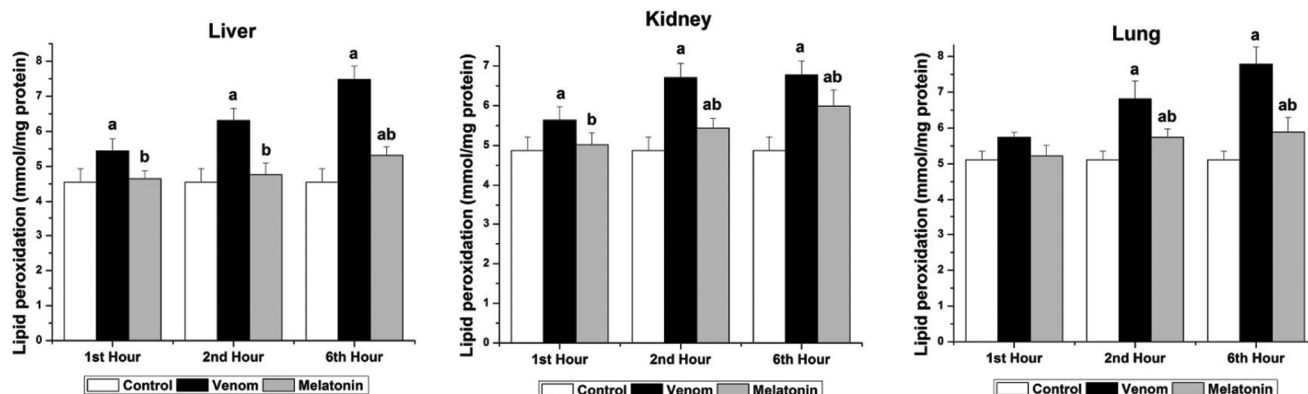 Liver
Lipid peroxidation (mmol/mg protein)
8
7
6
5
4
3
2
1
0
a
b
a
b
a
ab
1st Hour 2nd Hour 6th Hour
Control Venom Melatonin
Kidney
Lipid peroxidation (mmol/mg protein)
7
6
5
4
3
2
1
0
a
b
a
ab
a
ab
1st Hour 2nd Hour 6th Hour
Control Venom Melatonin
Lung
Lipid peroxidation (mmol/mg protein)
8
7
6
5
4
3
2
1
0
a
ab
a
ab
1st Hour 2nd Hour 6th Hour
Control Venom Melatonin